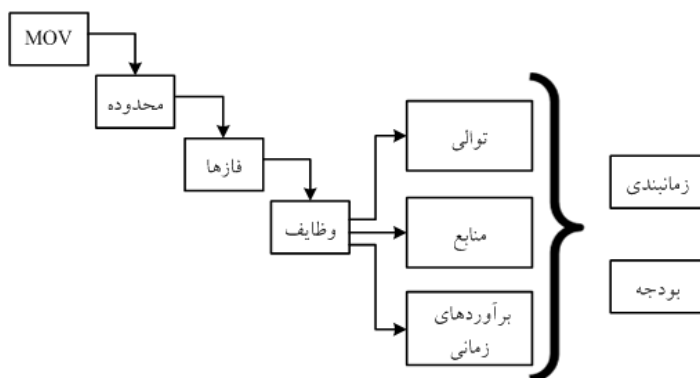 MOV
محدوده
فازها
وظایف
توالی
منابع
برآوردهای
زمانی
زمانبندی
بودجه